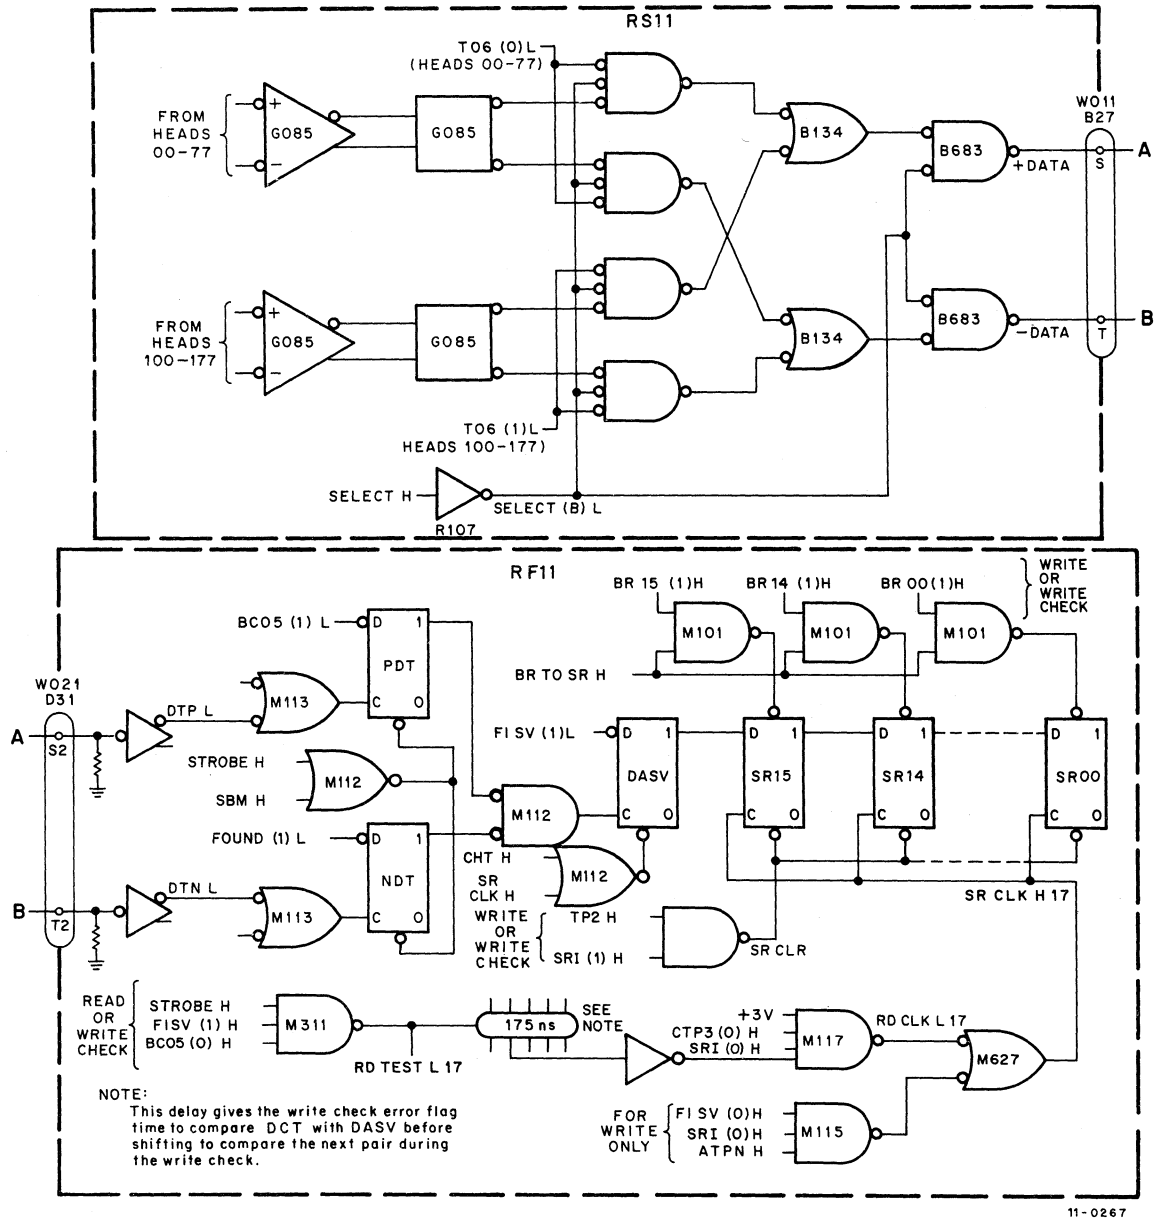 RS11
TO6 (0) L
(HEADS 00-77)
FROM
HEADS
00-77
+
GO85
-
GO85
B134
B683
+DATA
WO11
B27
S
A
FROM
HEADS
100-177
+
GO85
-
GO85
B134
B683
-DATA
T
B
TO6 (1) L
HEADS 100-177)
SELECT H
R107
SELECT (B) L
RF11
BR 15 (1) H
BR 14 (1) H
BR 00 (1) H
WRITE
OR
WRITE
CHECK
M101
M101
M101
BR TO SR H
BC05 (1) L
D 1
PDT
C 0
M113
WO21
D31
A
S2
DTP L
STROBE H
SBM H
M112
FI SV (1) L
D 1
DASV
C 0
D 1
SR15
C 0
D 1
SR14
C 0
D 1
SR00
C 0
M112
FOUND (1) L
D 1
NDT
C 0
CHT H
SR
CLK H
M112
B
T2
DTN L
M113
SR CLK H 17
WRITE
OR
WRITE
CHECK
TP2 H
SRI (1) H
SR CLR
READ
OR
WRITE
CHECK
STROBE H
FISV (1) H
BC05 (0) H
M311
RD TEST L 17
175 ns
SEE
NOTE
+3V
CTP3 (0) H
SRI (0) H
M117
RD CLK L 17
M627
FOR
WRITE
ONLY
FI SV (0) H
SRI (0) H
ATPN H
M115
NOTE:
This delay gives the write check error flag
time to compare DCT with DASV before
shifting to compare the next pair during
the write check.
11-0267